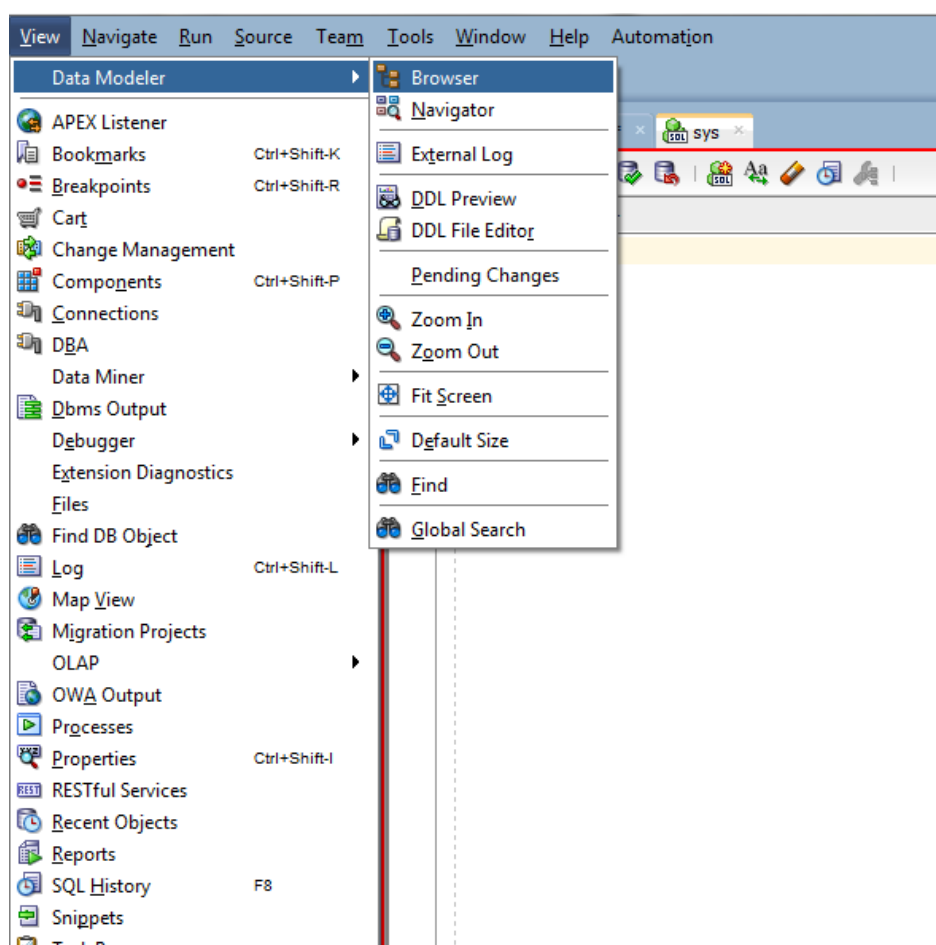 View Navigate Run Source Team Tools Window Help Automation
Data Modeler
APEX Listener
Bookmarks Ctrl+Shift-K
Breakpoints Ctrl+Shift-R
Cart
Change Management
Components Ctrl+Shift-P
Connections
DBA
Data Miner
Dbms Output
Debugger
Extension Diagnostics
Files
Find DB Object
Log Ctrl+Shift-L
Map View
Migration Projects
OLAP
OWA Output
Processes
Properties Ctrl+Shift-I
REST RESTful Services
Recent Objects
Reports
SQL History F8
Snippets
Browser
Navigator
External Log
DDL Preview
DDL File Editor
Pending Changes
Zoom In
Zoom Out
Fit Screen
Default Size
Find
Global Search
SQL sys
SQL Aa